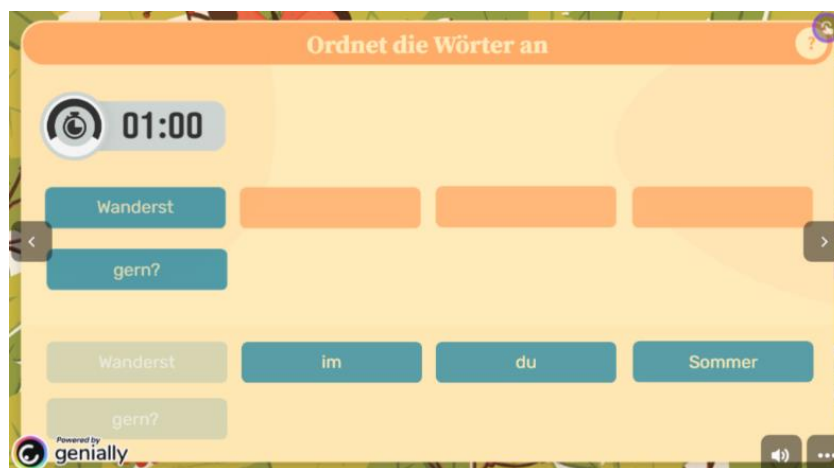 Ordnet die Wörter an
?
01:00
Wanderst
gern?
Wanderst im du Sommer
gern?
Powered by
genially